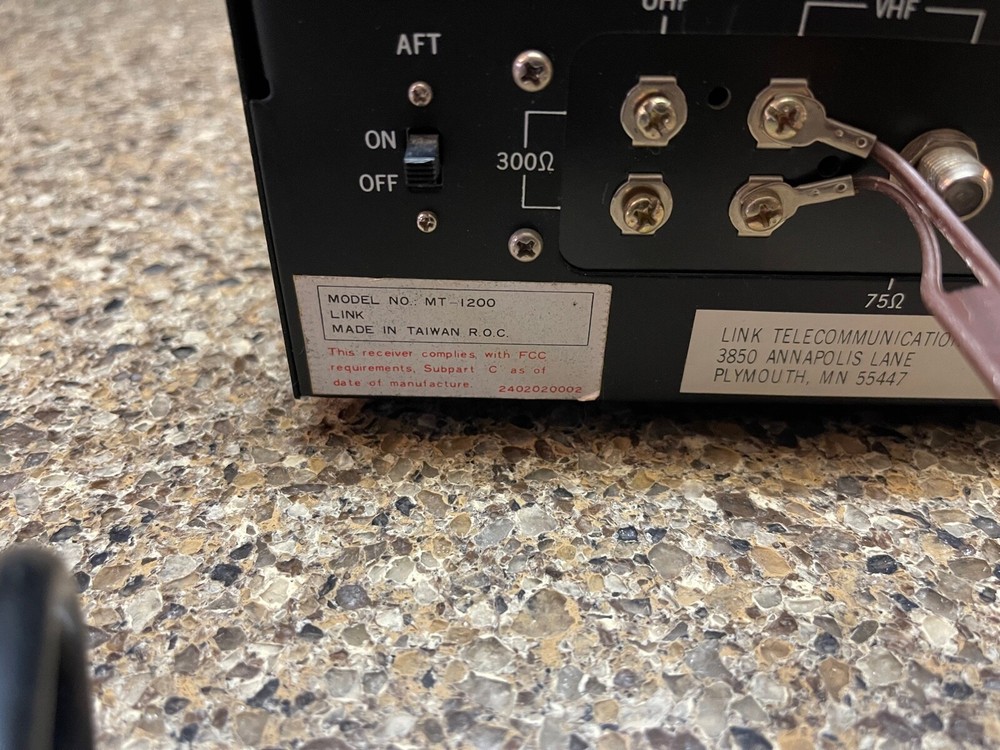 UHF
VHF
AFT
ON
OFF
300Ω
75Ω
MODEL NO.: MT-1200
LINK
MADE IN TAIWAN R.O.C.
This receiver complies with FCC
requirements, Subpart C as of
date of manufacture. 2402020002
LINK TELECOMMUNICATION
3850 ANNAPOLIS LANE
PLYMOUTH, MN 55447